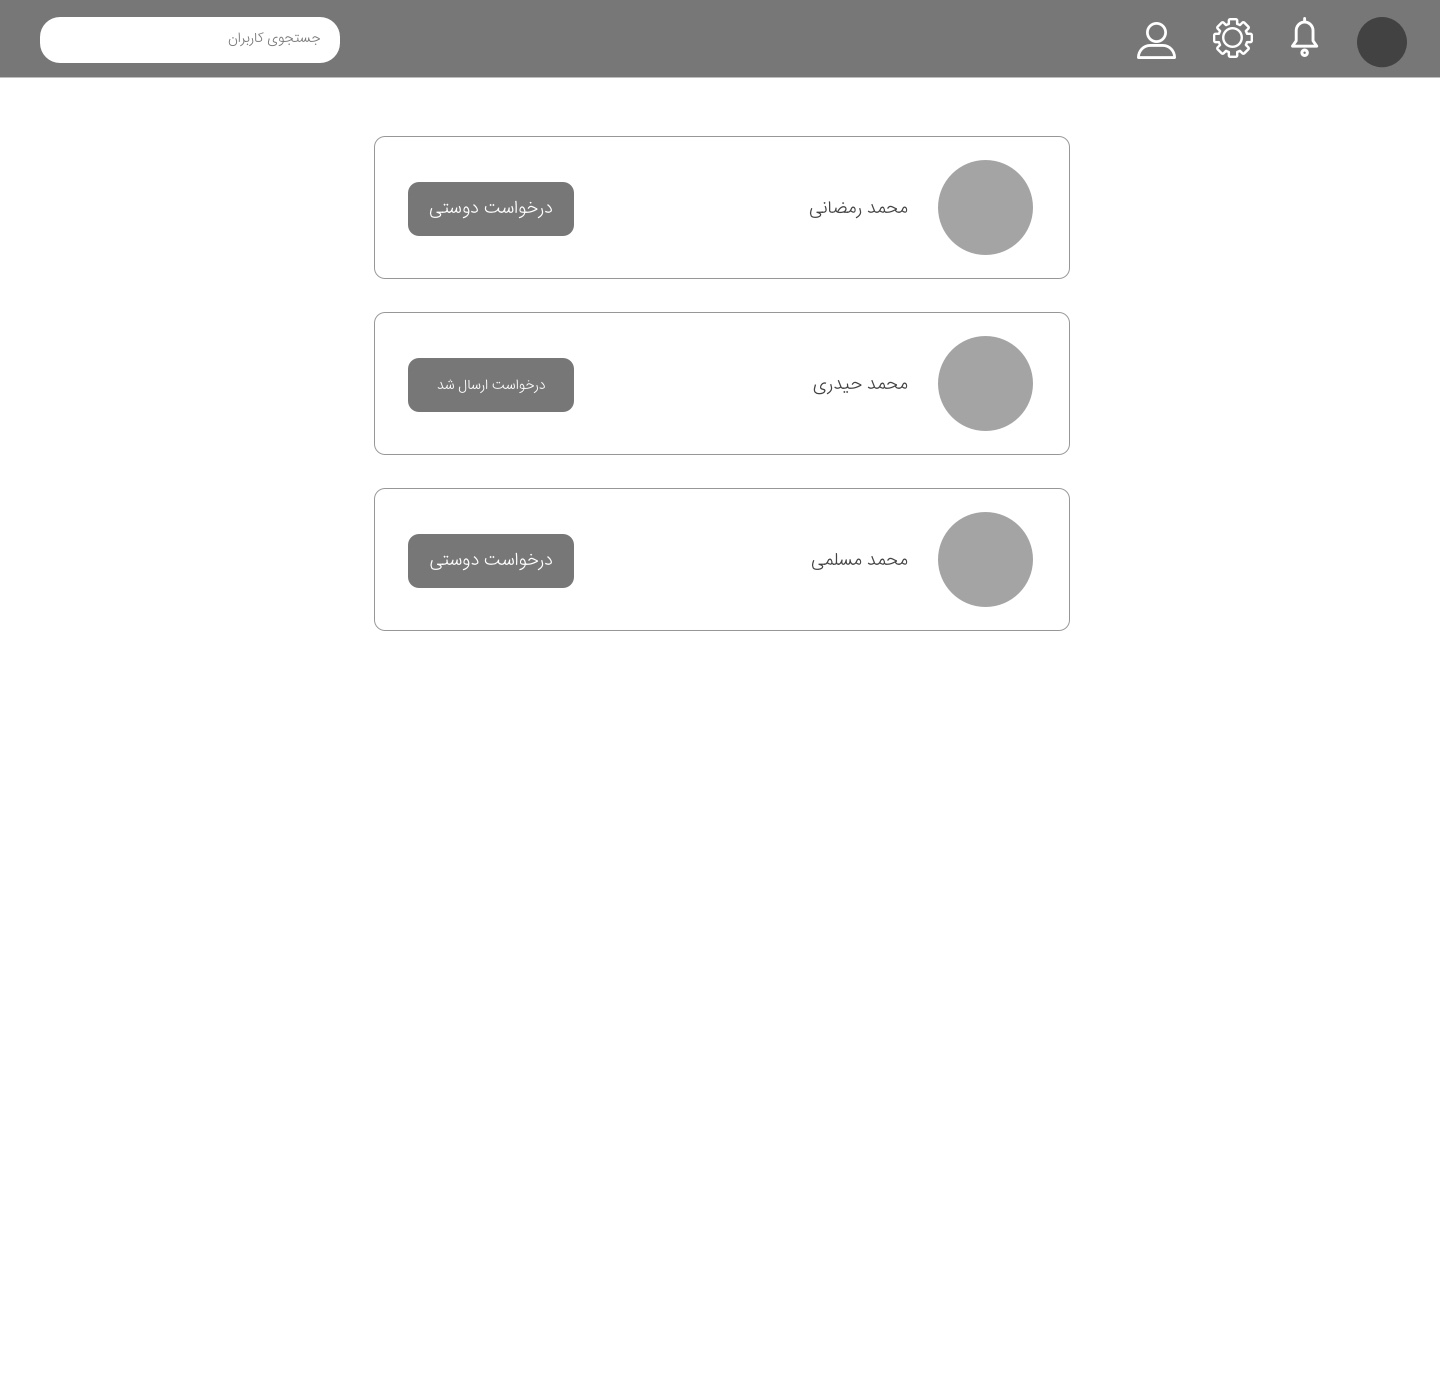 جستجوی کاربران
محمد رمضانی
درخواست دوستی
محمد حیدری
درخواست ارسال شد
محمد مسلمی
درخواست دوستی